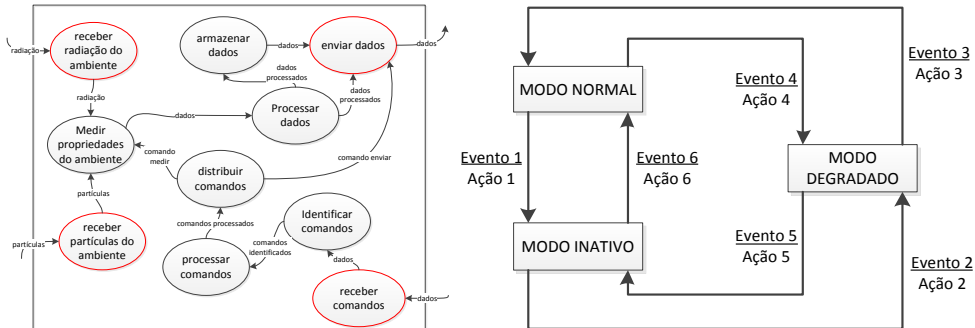 receber
radiação do
ambiente
radiação
radiação
Medir
propriedades
do ambiente
partículas
receber
partículas do
ambiente
partículas
armazenar
dados
dados
enviar dados
dados
dados
processados
dados
processados
Processar
dados
dados
comando
medir
distribuir
comandos
comando enviar
comandos processados
Identificar
comandos
comandos
identificados
processar
comandos
dados
receber
comandos
dados
MODO NORMAL
Evento 1
Ação 1
MODO INATIVO
Evento 6
Ação 6
Evento 4
Ação 4
Evento 3
Ação 3
MODO
DEGRADADO
Evento 5
Ação 5
Evento 2
Ação 2